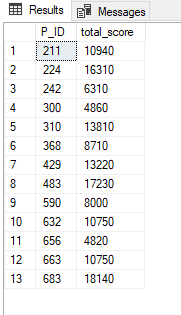 Results Messages
P_ID total_score
1 211 10940
2 224 16310
3 242 6310
4 300 4860
5 310 13810
6 368 8710
7 429 13220
8 483 17230
9 590 8000
10 632 10750
11 656 4820
12 663 10750
13 683 18140